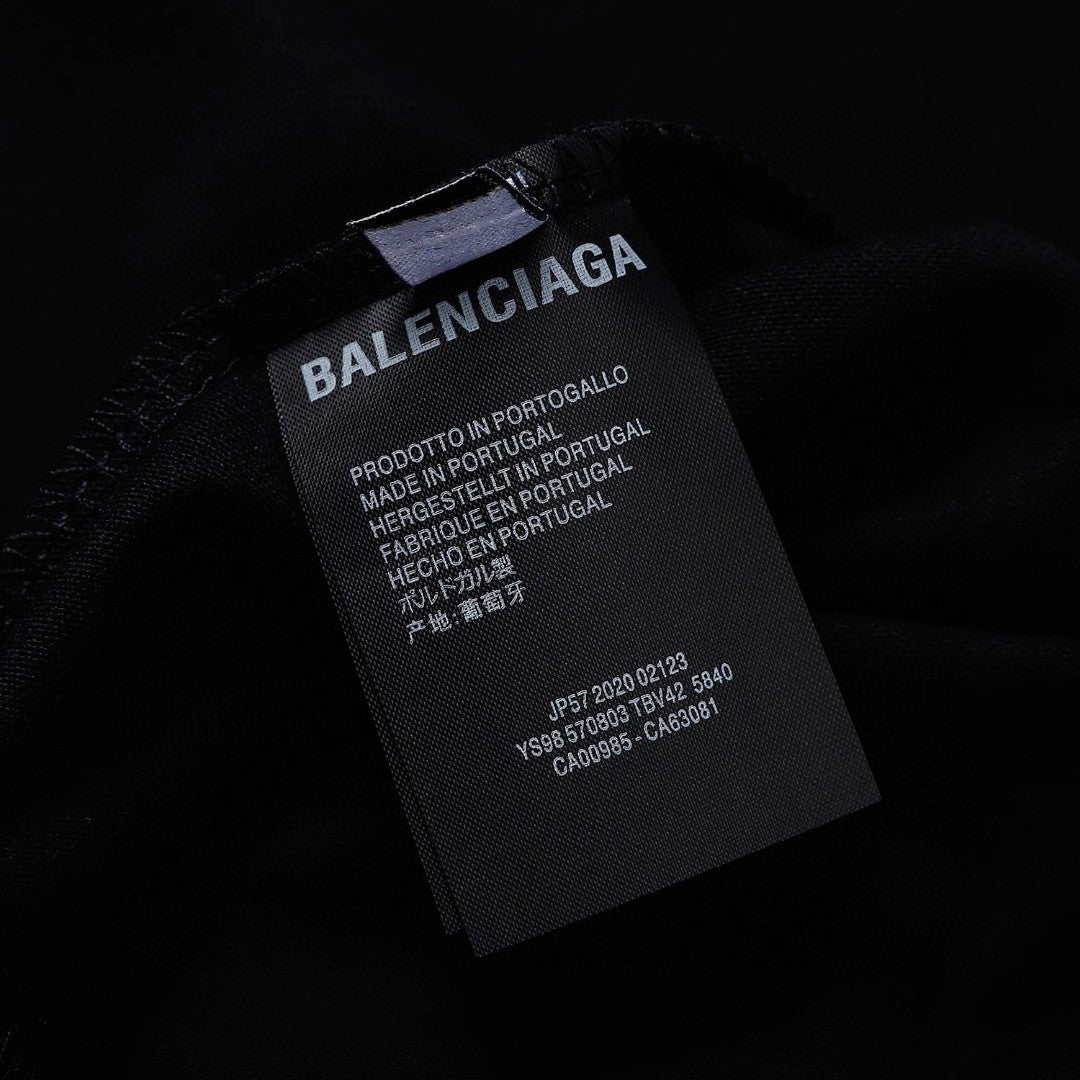 BALENCIAGA
PRODOTTO IN PORTOGALLO
MADE IN PORTUGAL
HERGESTELLT IN PORTUGAL
FABRIQUE EN PORTUGAL
HECHO EN PORTUGAL
ポルトガル製
产地:葡萄牙
JP57 2020 02123
YS98 570803 TBV42 5840
CA00985 - CA63081